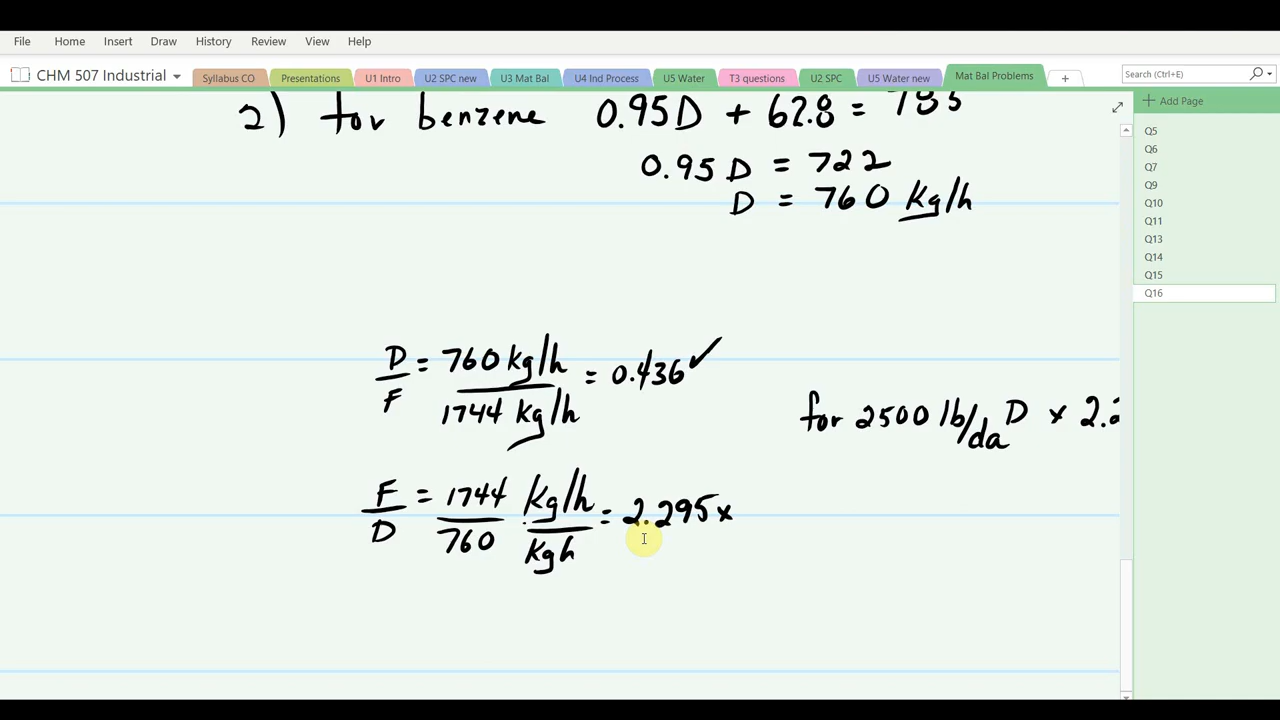 File Home Insert Draw History Review View Help
CHM 507 Industrial
Syllabus CO Presentations U1 Intro U2 SPC new U3 Mat Bal U4 Ind Process U5 Water T3 questions U2 SPC U5 Water new Mat Bal Problems +
Search (Ctrl+E)
Add Page
Q5
Q6
Q7
Q9
Q10
Q11
Q13
Q14
Q15
Q16
2) for benzene 0.95D + 62.8 = 785
0.95 D = 722
D = 760 Kg/h
D/F = 760 kg/h / 1744 kg/h = 0.436 ✓
for 2500 lb/da D × 2.2
F/D = 1744/760 kg/h / kgh = 2.295 ×